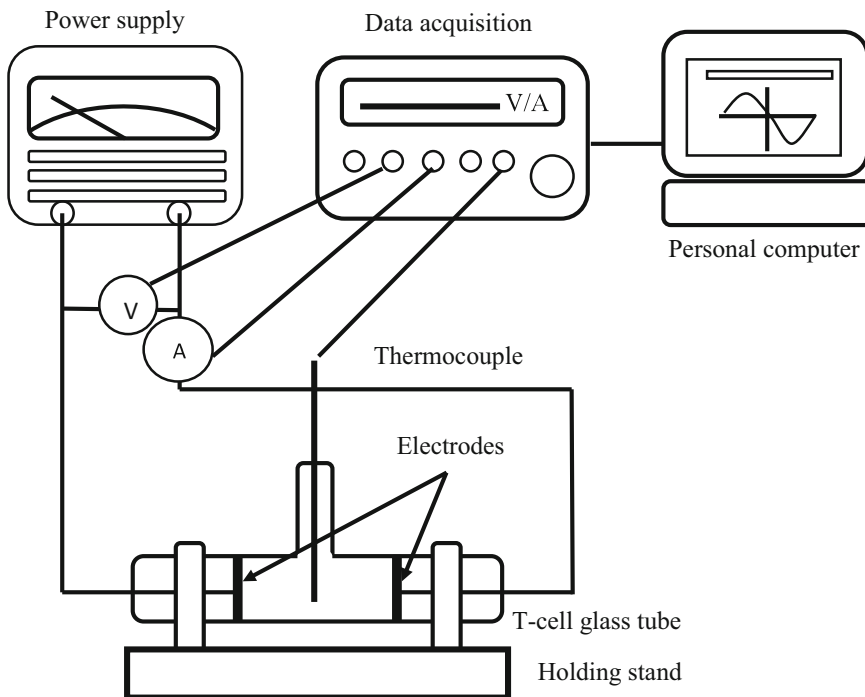 Power supply
Data acquisition
V/A
Personal computer
V
A
Thermocouple
Electrodes
T-cell glass tube
Holding stand